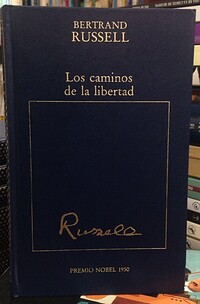 BERTRAND
RUSSELL
Los caminos
de la libertad
Russell
PREMIO NOBEL 1950